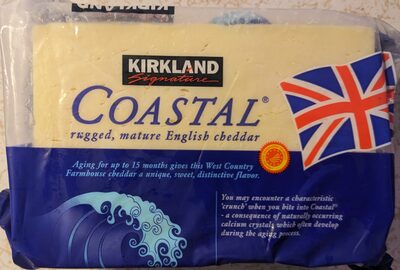 KIRKLAND
KIRKLAND
Signature
COASTAL®
rugged, mature English cheddar
Aging for up to 15 months gives this West Country
Farmhouse cheddar a unique, sweet, distinctive flavor.
You may encounter a characteristic
'crunch' when you bite into Coastal®
- a consequence of naturally occurring
calcium crystals which often develop
during the aging process.